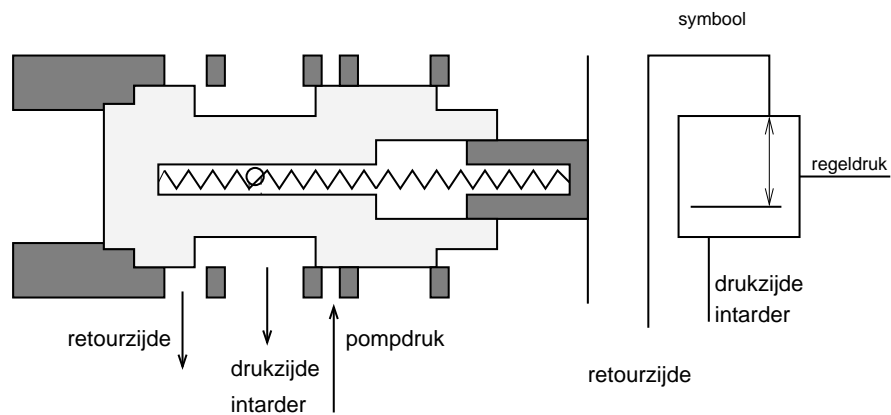 symbool
regeldruk
drukzijde
intarder
retourzijde
pompdruk
drukzijde
intarder
retourzijde